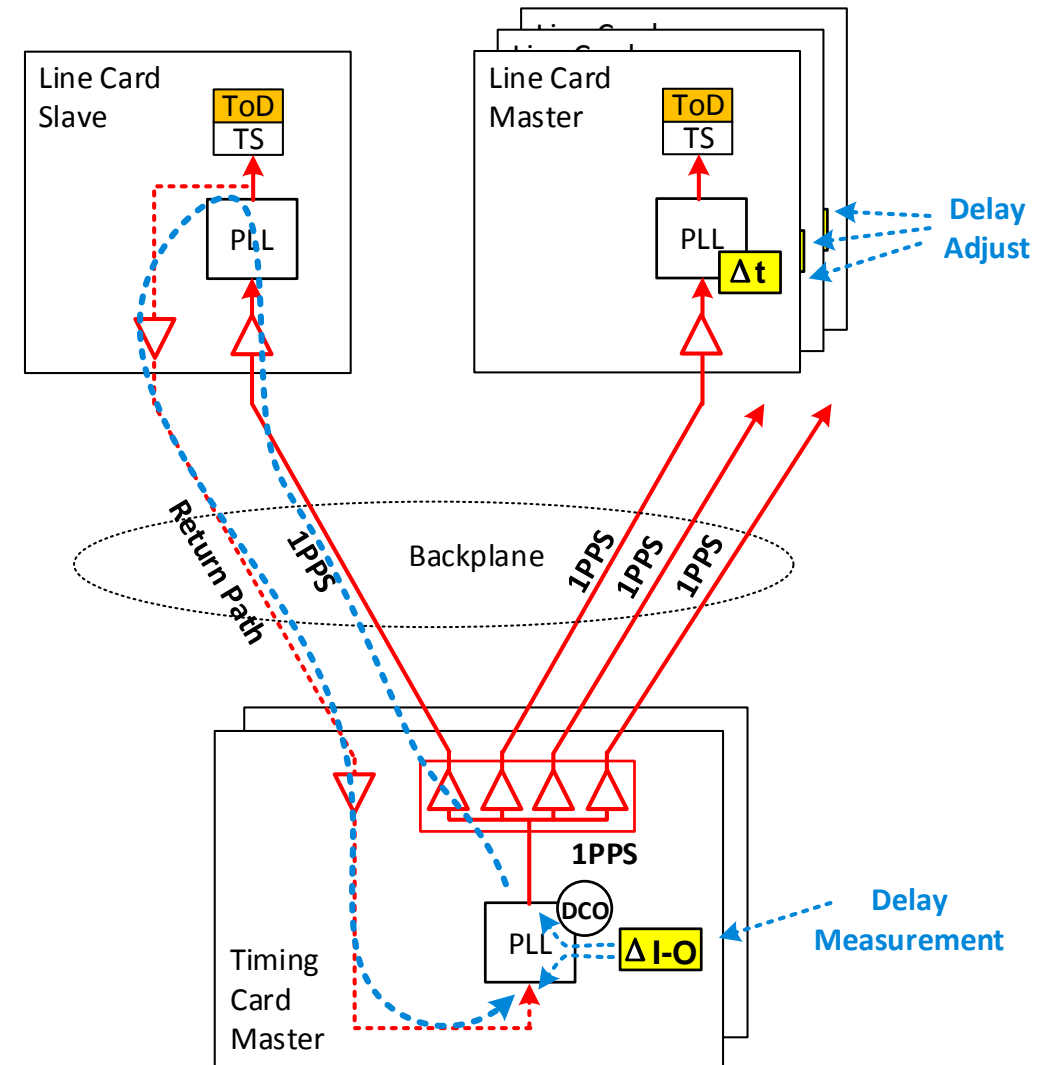 Line Card
Slave
ToD
TS
PLL
Line Card
Master
ToD
TS
PLL
Δt
Delay
Adjust
Return Path
1PPS
Backplane
1PPS
1PPS
1PPS
1PPS
DCO
PLL
Δ I-O
Delay
Measurement
Timing
Card
Master